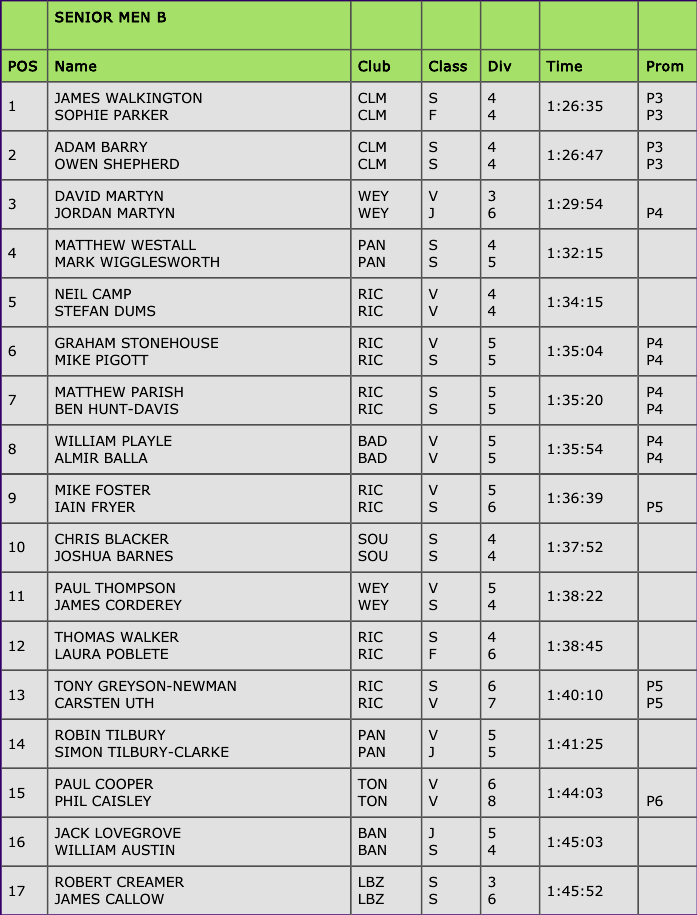 SENIOR MEN B
POS Name Club Class Div Time Prom
1 JAMES WALKINGTON CLM S 4 1:26:35 P3
SOPHIE PARKER CLM F 4 P3
2 ADAM BARRY CLM S 4 1:26:47 P3
OWEN SHEPHERD CLM S 4 P3
3 DAVID MARTYN WEY V 3 1:29:54
JORDAN MARTYN WEY J 6 P4
4 MATTHEW WESTALL PAN S 4 1:32:15
MARK WIGGLESWORTH PAN S 5
5 NEIL CAMP RIC V 4 1:34:15
STEFAN DUMS RIC V 4
6 GRAHAM STONEHOUSE RIC V 5 1:35:04 P4
MIKE PIGOTT RIC S 5 P4
7 MATTHEW PARISH RIC S 5 1:35:20 P4
BEN HUNT-DAVIS RIC S 5 P4
8 WILLIAM PLAYLE BAD V 5 1:35:54 P4
ALMIR BALLA BAD V 5 P4
9 MIKE FOSTER RIC V 5 1:36:39
IAIN FRYER RIC S 6 P5
10 CHRIS BLACKER SOU S 4 1:37:52
JOSHUA BARNES SOU S 4
11 PAUL THOMPSON WEY V 5 1:38:22
JAMES CORDEREY WEY S 4
12 THOMAS WALKER RIC S 4 1:38:45
LAURA POBLETE RIC F 6
13 TONY GREYSON-NEWMAN RIC S 6 1:40:10 P5
CARSTEN UTH RIC V 7 P5
14 ROBIN TILBURY PAN V 5 1:41:25
SIMON TILBURY-CLARKE PAN J 5
15 PAUL COOPER TON V 6 1:44:03
PHIL CAISLEY TON V 8 P6
16 JACK LOVEGROVE BAN J 5 1:45:03
WILLIAM AUSTIN BAN S 4
17 ROBERT CREAMER LBZ S 3 1:45:52
JAMES CALLOW LBZ S 6